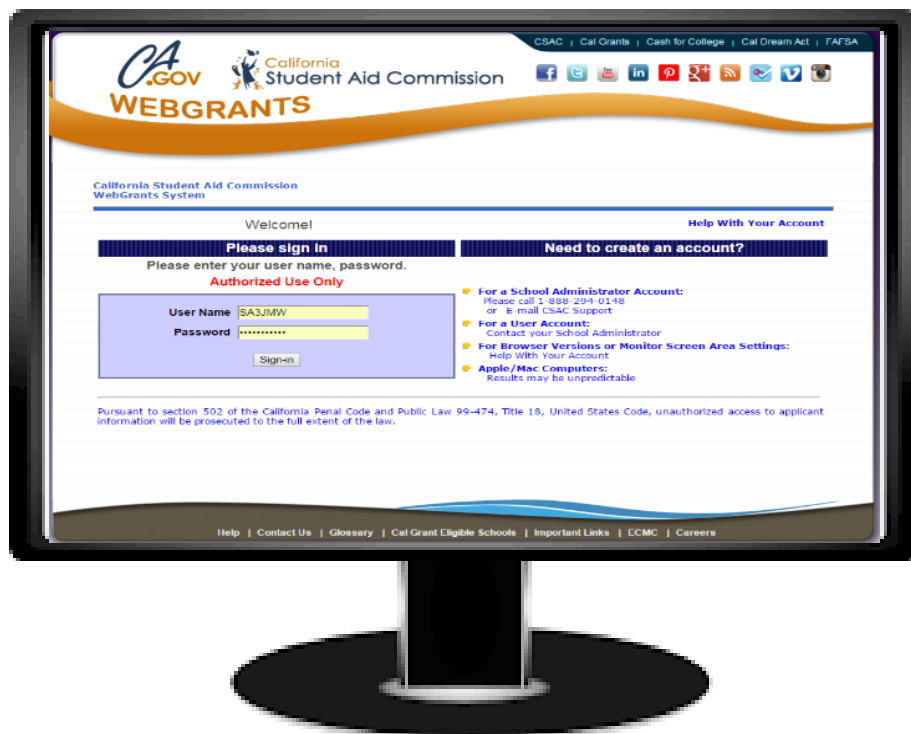 CSAC | Cal Grants | Cash for College | Cal Dream Act | FAFSA
CA.GOV
California
Student Aid Commission
WEBGRANTS
California Student Aid Commission
WebGrants System
Welcome!
Help With Your Account
Please sign in
Please enter your user name, password.
Authorized Use Only
User Name SA3JMW
Password ···········
Sign-in
Need to create an account?
For a School Administrator Account:
Please call 1-888-294-0148
or E-mail CSAC Support
For a User Account:
Contact your School Administrator
For Browser Versions or Monitor Screen Area Settings:
Help With Your Account
Apple/Mac Computers:
Results may be unpredictable
Pursuant to section 502 of the California Penal Code and Public Law 99-474, Title 18, United States Code, unauthorized access to applicant
information will be prosecuted to the full extent of the law.
Help | Contact Us | Glossary | Cal Grant Eligible Schools | Important Links | ECMC | Careers